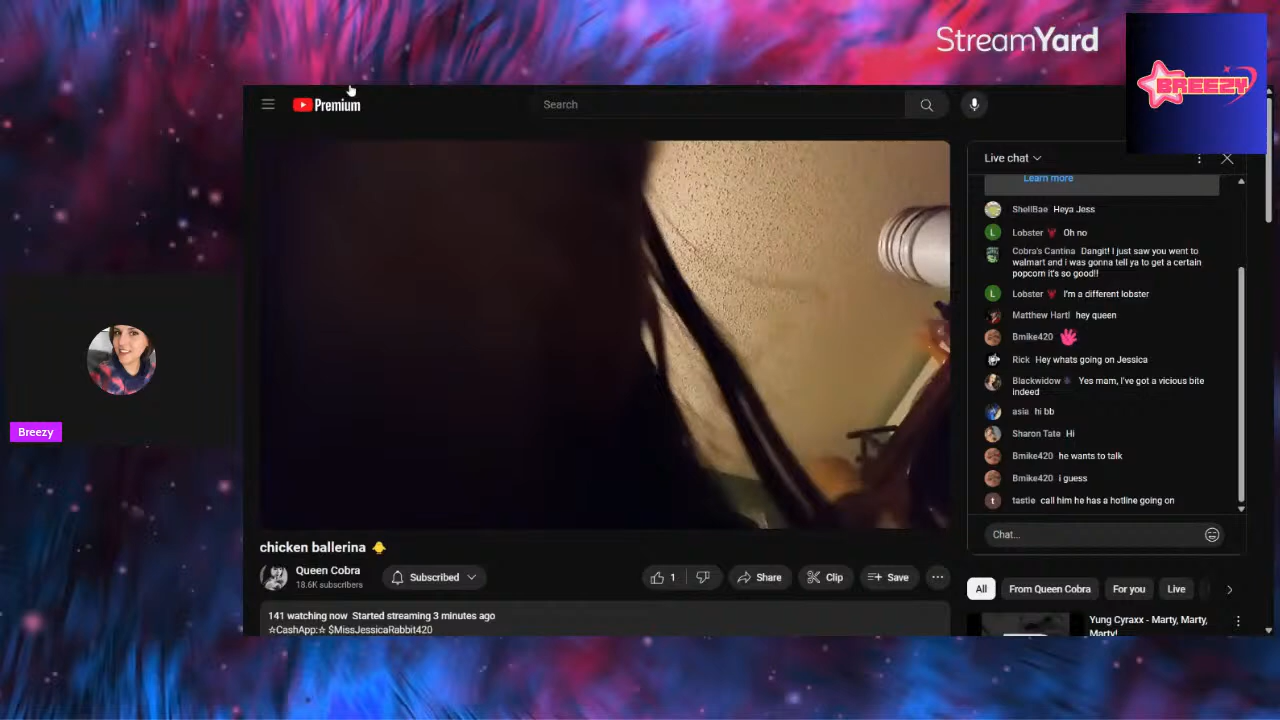 StreamYard
BREEZY
Premium
Search
Live chat
Learn more
ShellBae Heya Jess
L Lobster Oh no
Cobra's Cantina Dangit! I just saw you went to
walmart and i was gonna tell ya to get a certain
popcorn it's so good!!
L Lobster I'm a different lobster
Matthew Hartl hey queen
Bmike420
Rick Hey whats going on Jessica
Blackwidow Yes mam, I've got a vicious bite
indeed
asia hi bb
Sharon Tate Hi
Bmike420 he wants to talk
Bmike420 i guess
t tastie call him he has a hotline going on
Chat...
Breezy
chicken ballerina
Queen Cobra
18.6K subscribers
Subscribed
1
Share
Clip
Save
All
From Queen Cobra
For you
Live
141 watching now Started streaming 3 minutes ago
☆CashApp:☆ $MissJessicaRabbit420
Yung Cyraxx - Marty, Marty,
Marty!